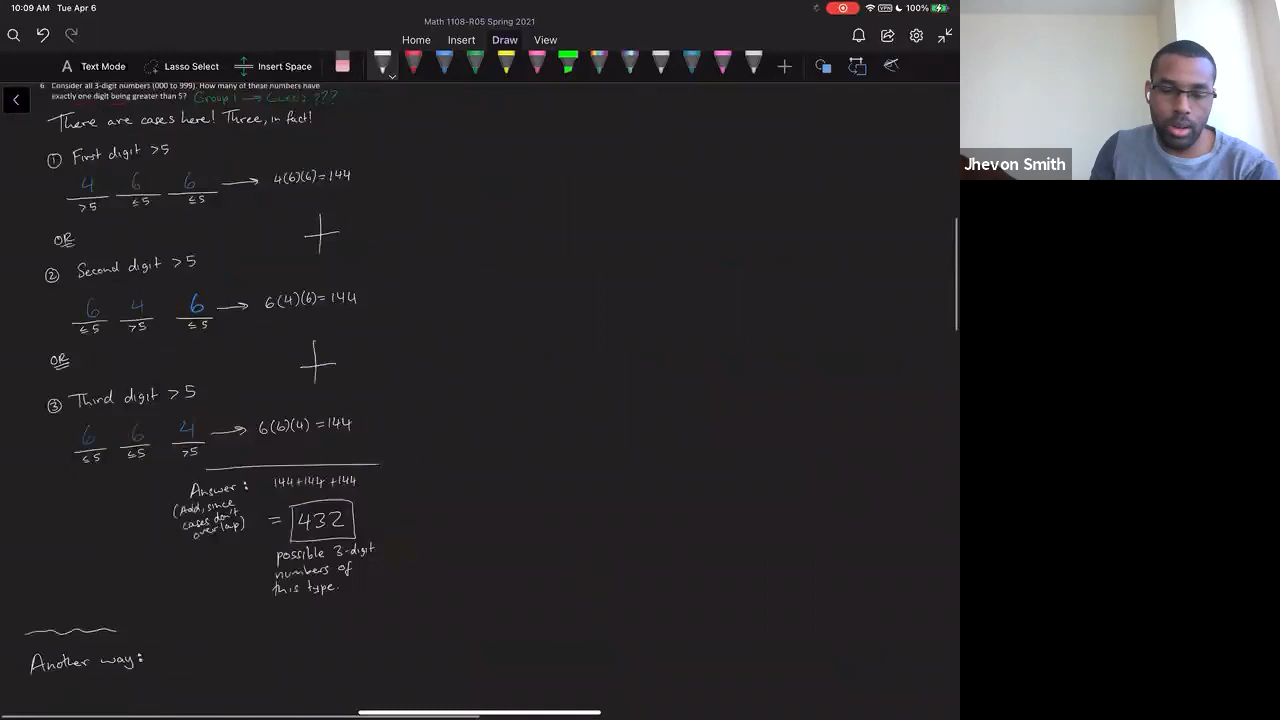 10:09 AM Tue Apr 6
100%
Math 1108-R05 Spring 2021
Home Insert Draw View
Text Mode Lasso Select Insert Space
6 Consider all 3-digit numbers (000 to 999). How many of these numbers have
exactly one digit being greater than 5? Group 1 → Cases ???
There are cases here! Three, in fact!
① First digit >5
4 6 6 → 4(6)(6)=144
>5 ≤5 ≤5
+
OR
② Second digit >5
6 4 6 → 6(4)(6)=144
≤5 >5 ≤5
OR
+
③ Third digit >5
6 6 4 → 6(6)(4)=144
≤5 ≤5 >5
Answer: 144+144+144
(Add, since
cases don't
overlap)
= 432
possible 3-digit
numbers of
this type.
Another way:
Jhevon Smith